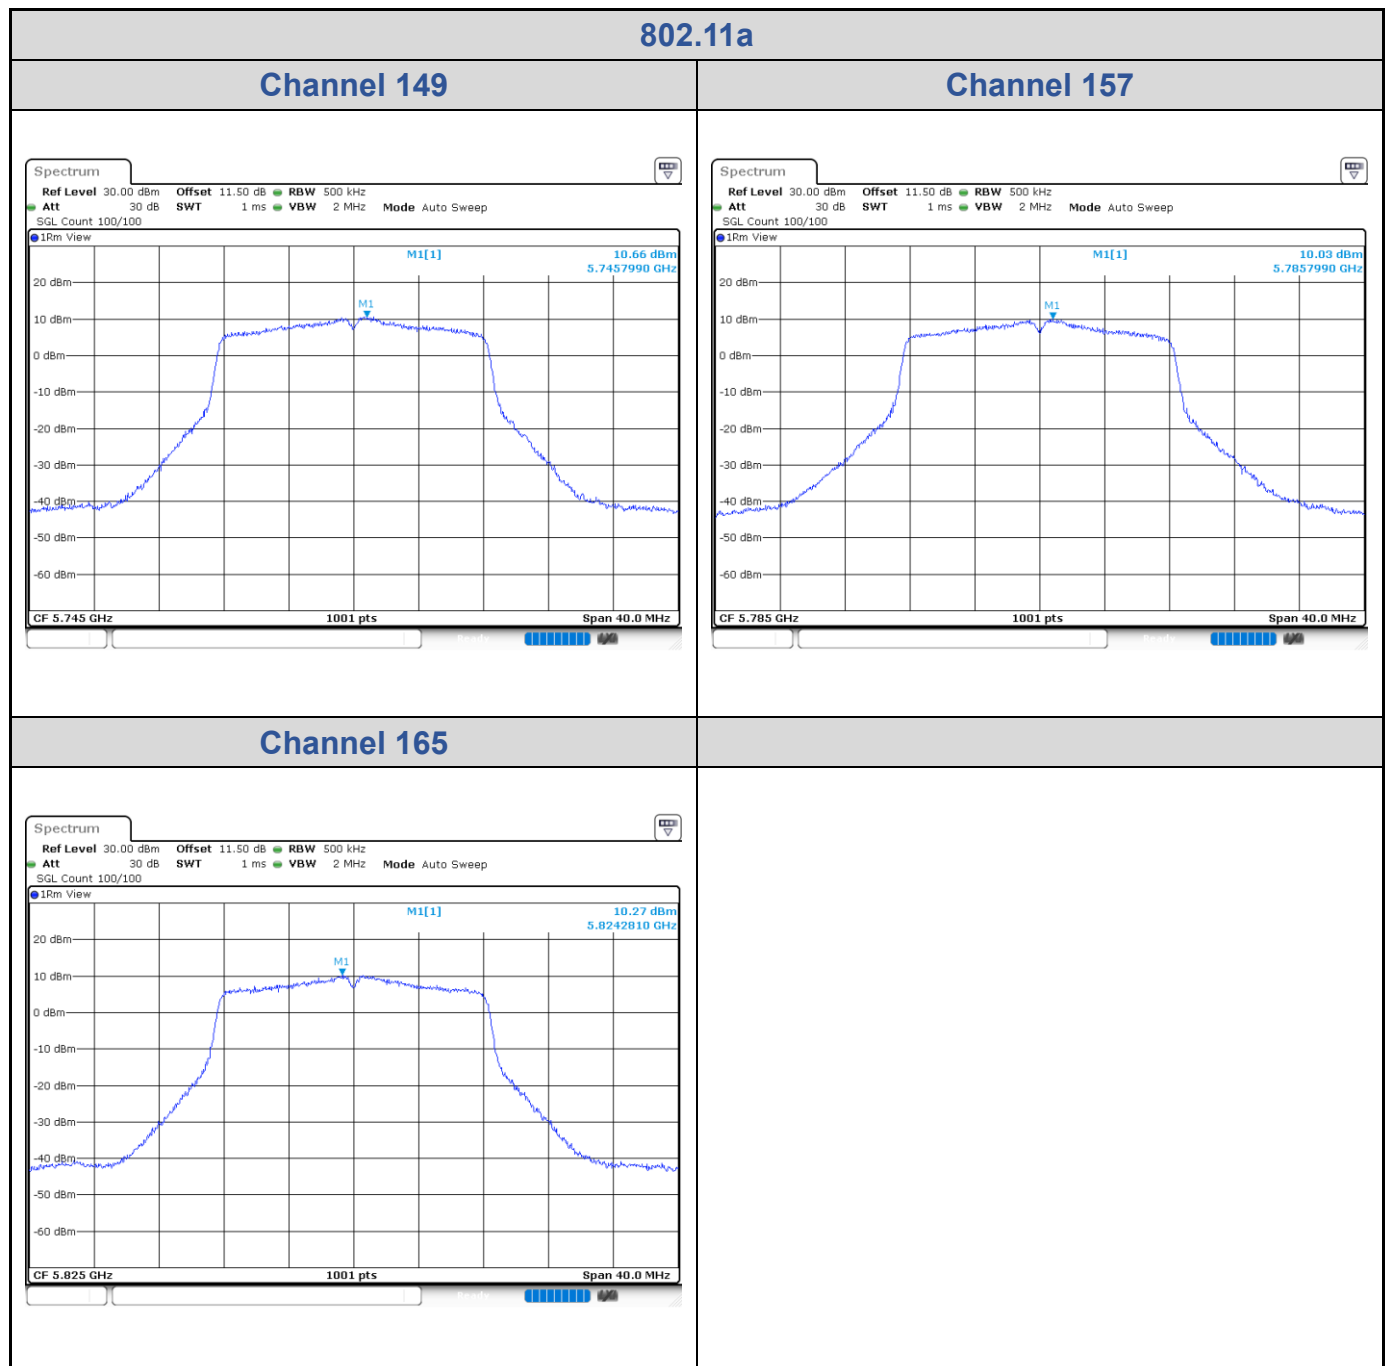 802.11a
Channel 149
Channel 157
Spectrum
Ref Level 30.00 dBm Offset 11.50 dB RBW 500 kHz
Att 30 dB SWT 1 ms VBW 2 MHz Mode Auto Sweep
SGL Count 100/100
1Rm View
M1[1] 10.66 dBm
5.7457990 GHz
20 dBm
M1
10 dBm
0 dBm
-10 dBm
-20 dBm
-30 dBm
-40 dBm
-50 dBm
-60 dBm
CF 5.745 GHz 1001 pts Span 40.0 MHz
Ready
Spectrum
Ref Level 30.00 dBm Offset 11.50 dB RBW 500 kHz
Att 30 dB SWT 1 ms VBW 2 MHz Mode Auto Sweep
SGL Count 100/100
1Rm View
M1[1] 10.03 dBm
5.7857990 GHz
20 dBm
M1
10 dBm
0 dBm
-10 dBm
-20 dBm
-30 dBm
-40 dBm
-50 dBm
-60 dBm
CF 5.785 GHz 1001 pts Span 40.0 MHz
Ready
Channel 165
Spectrum
Ref Level 30.00 dBm Offset 11.50 dB RBW 500 kHz
Att 30 dB SWT 1 ms VBW 2 MHz Mode Auto Sweep
SGL Count 100/100
1Rm View
M1[1] 10.27 dBm
5.8242810 GHz
20 dBm
M1
10 dBm
0 dBm
-10 dBm
-20 dBm
-30 dBm
-40 dBm
-50 dBm
-60 dBm
CF 5.825 GHz 1001 pts Span 40.0 MHz
Ready